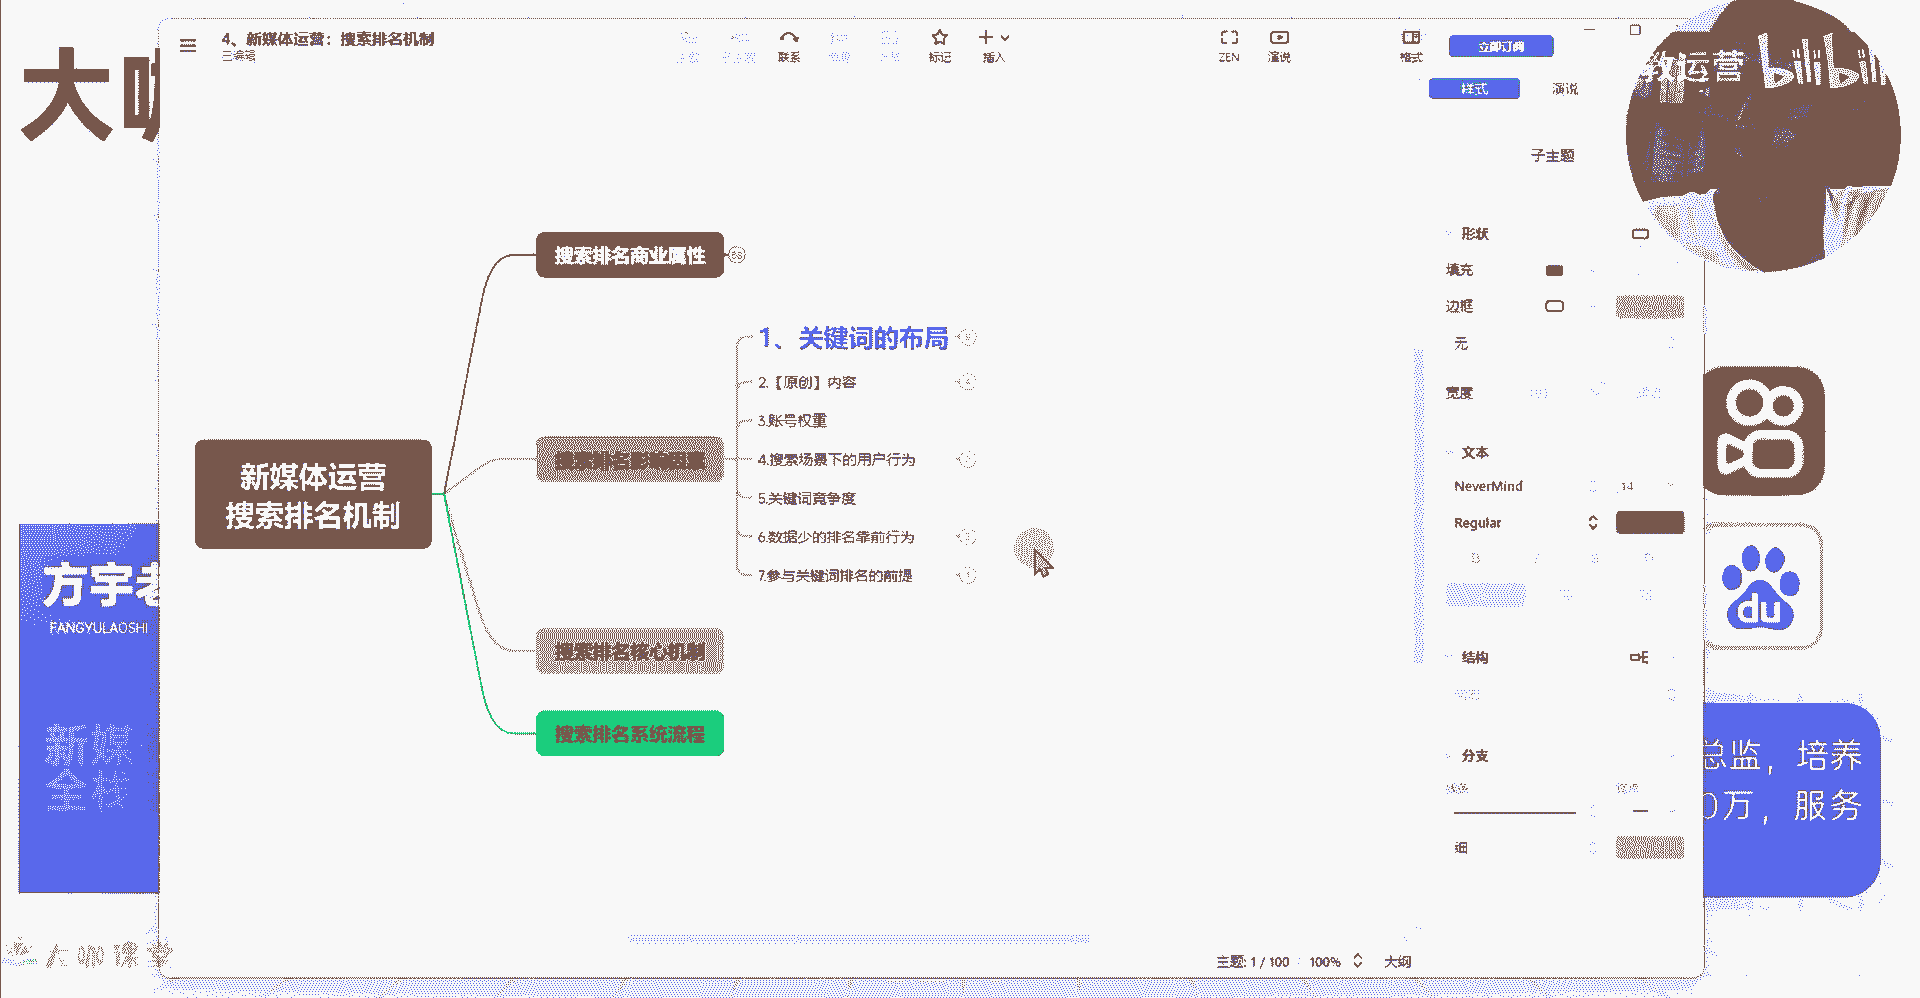 4、新媒体运营：搜索排名机制
已编辑
联系
标记
插入
ZEN
演说
格式
立即订阅
样式
演说
教运营 bilibili
大咖
子主题
形状
填充
边框
无
宽度
文本
NeverMind
14
Regular
结构
分支
细
搜索排名商业属性
1、关键词的布局
2.【原创】内容
3.账号权重
4.搜索场景下的用户行为
5.关键词竞争度
6.数据少的排名靠前行为
7.参与关键词排名的前提
新媒体运营
搜索排名机制
搜索排名影响因素
搜索排名核心机制
搜索排名系统流程
方宇老
FANGYULAOSHI
新媒
全栈
du
总监，培养
0万，服务
大咖课堂
主题: 1 / 100
100%
大纲